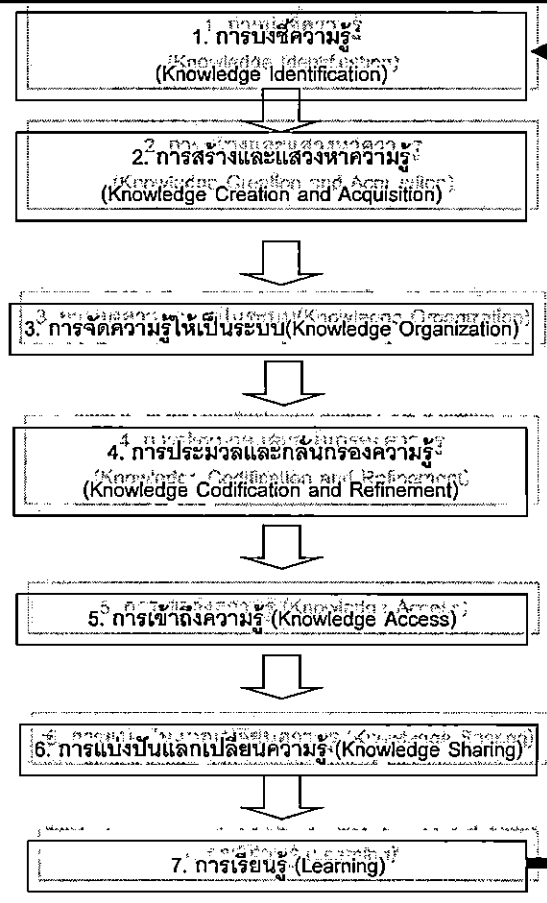 1. การบ่งชี้ความรู้
(Knowledge Identification)
2. การสร้างและแสวงหาความรู้
(Knowledge Creation and Acquisition)
3. การจัดความรู้ให้เป็นระบบ(Knowledge Organization)
4. การประมวลและกลั่นกรองความรู้
(Knowledge Codification and Refinement)
5. การเข้าถึงความรู้ (Knowledge Access)
6. การแบ่งปันแลกเปลี่ยนความรู้ (Knowledge Sharing)
7. การเรียนรู้ (Learning)